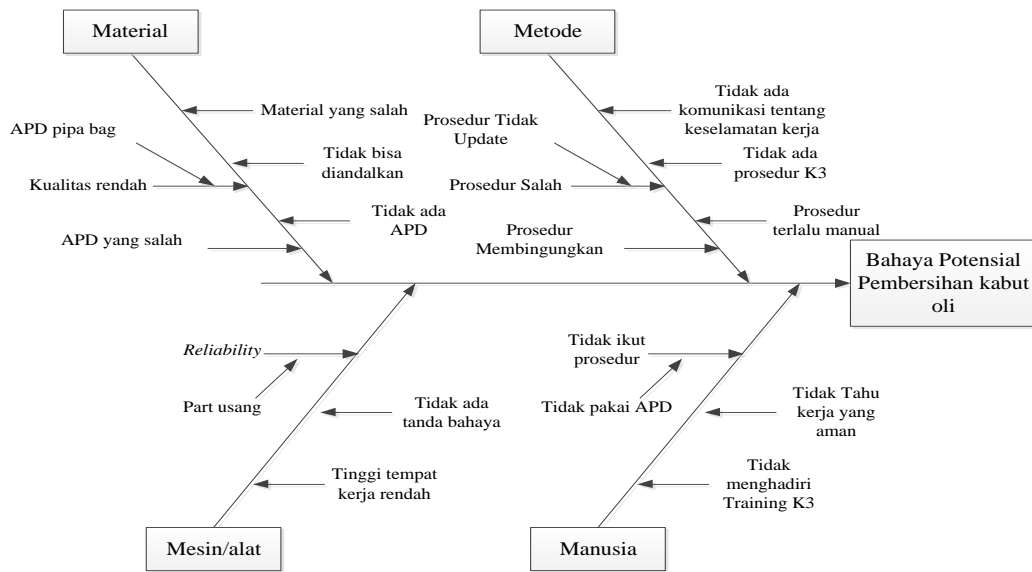 Material
Metode
Material yang salah
Tidak ada
komunikasi tentang
keselamatan kerja
APD pipa bag
Prosedur Tidak
Update
Tidak bisa
diandalkan
Tidak ada
prosedur K3
Kualitas rendah
Prosedur Salah
Tidak ada
APD
Prosedur
terlalu manual
APD yang salah
Prosedur
Membingungkan
Bahaya Potensial
Pembersihan kabut
oli
Reliability
Tidak ikut
prosedur
Part usang
Tidak pakai APD
Tidak ada
tanda bahaya
Tidak Tahu
kerja yang
aman
Tinggi tempat
kerja rendah
Tidak
menghadiri
Training K3
Mesin/alat
Manusia